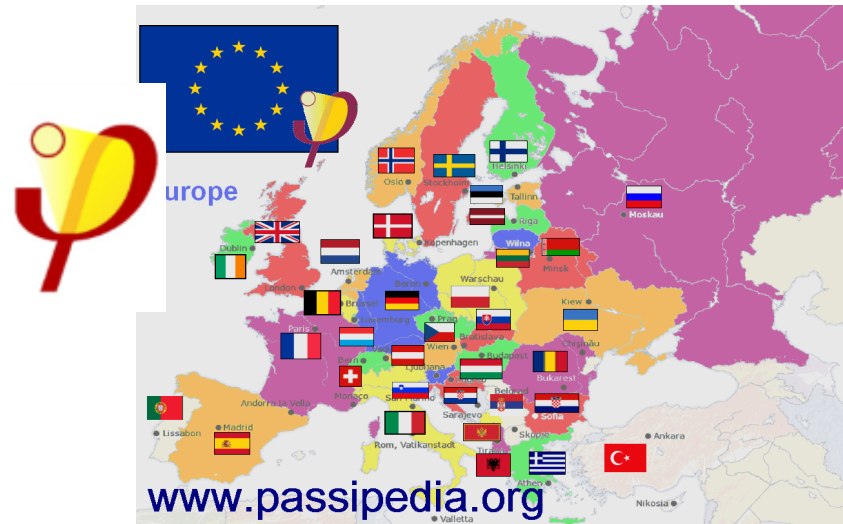 urope
Helsinki
Oslo
Stockholm
Tallinn
Moskau
Riga
Dublin
Kopenhagen
Wilna
Minsk
Amsterdam
London
Berlin
Warschau
Brüssel
Kiew
Luxemburg
Prag
Paris
Bratislava
Wien
Chișinău
Bern
Budapest
Ljubljana
Bukarest
Monaco
San Marino
Belgrad
Andorra la Vella
Sarajevo
Sofia
Lissabon
Madrid
Rom, Vatikanstadt
Skopje
Ankara
Tirana
Athen
www.passipedia.org
Nikosia
Valletta